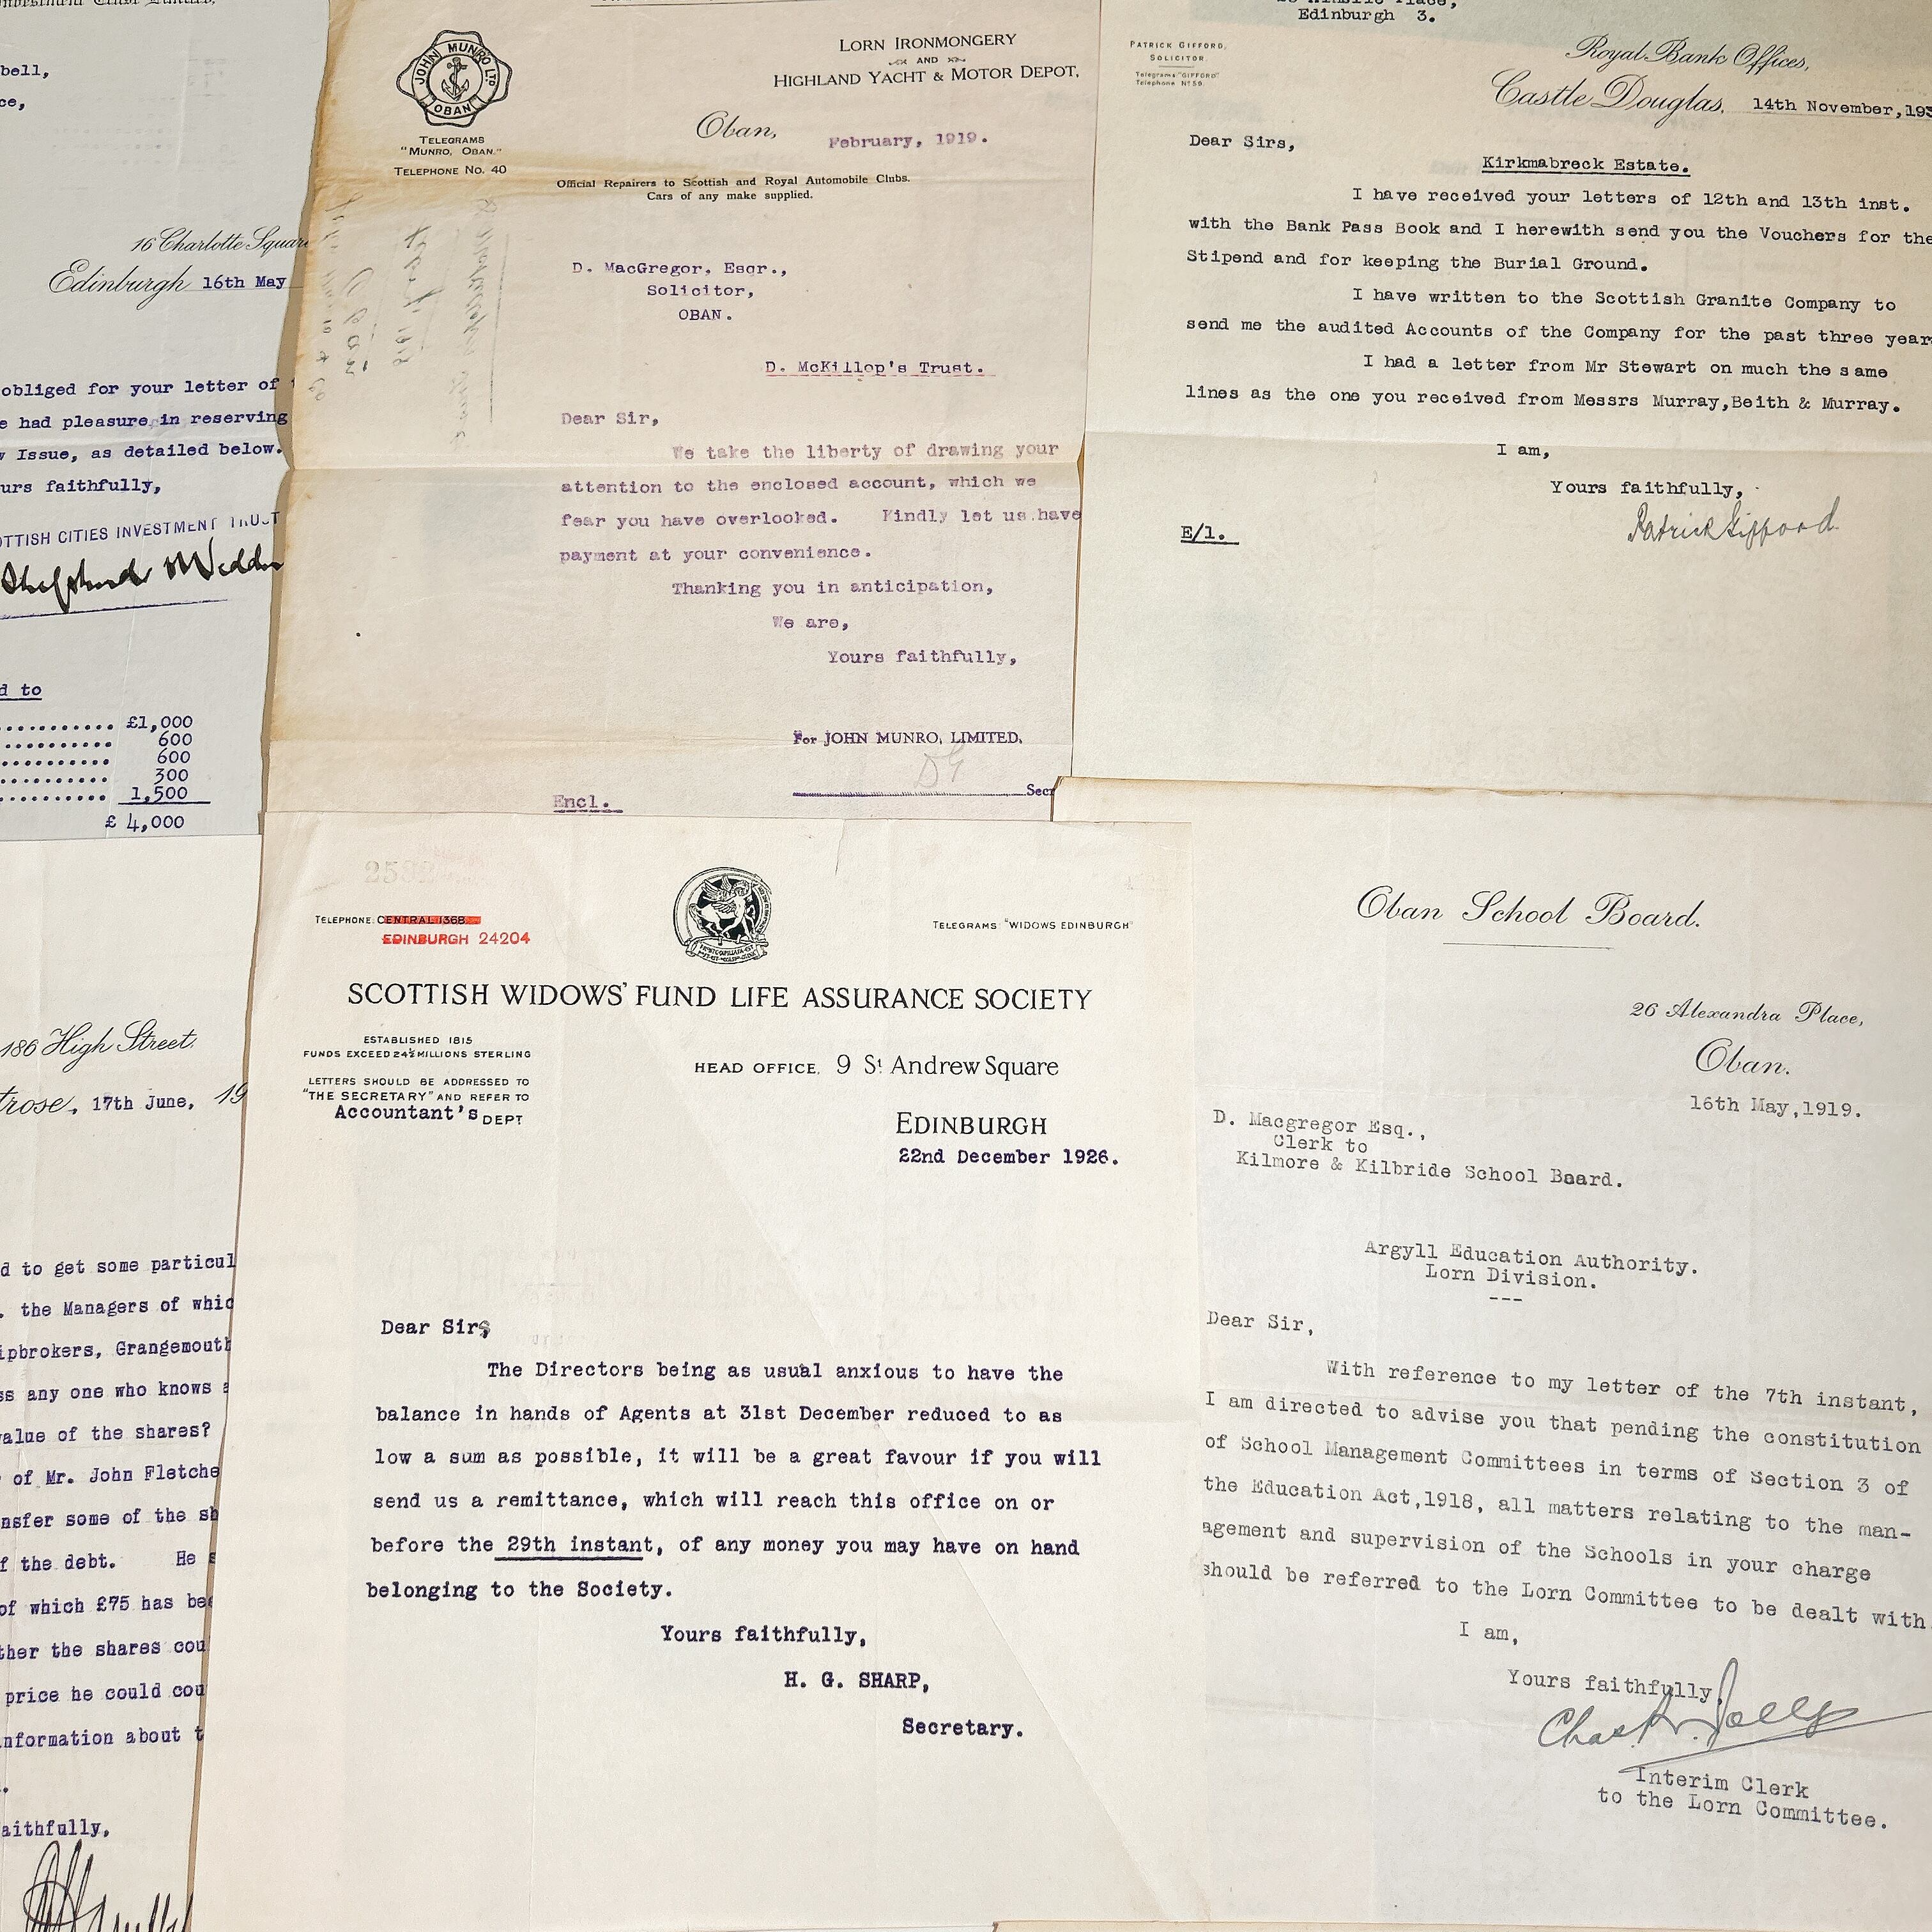 bell,
ce,
16 Charlotte Square
Edinburgh 16th May
obliged for your letter of
e had pleasure in reserving
w Issue, as detailed below.
urs faithfully,
OTTISH CITIES INVESTMENT TRUST
d to
£1,000
600
600
300
1,500
£ 4,000
JOHN MUNRO LTD
OBAN
TELEGRAMS
"MUNRO, OBAN."
TELEPHONE No. 40
LORN IRONMONGERY
AND
HIGHLAND YACHT & MOTOR DEPOT,
Oban, February, 1919.
Official Repairers to Scottish and Royal Automobile Clubs.
Cars of any make supplied.
D. MacGregor, Esqr.,
Solicitor,
OBAN.
D. McKillop's Trust.
Dear Sir,
We take the liberty of drawing your
attention to the enclosed account, which we
fear you have overlooked. Kindly let us have
payment at your convenience.
Thanking you in anticipation,
We are,
Yours faithfully,
For JOHN MUNRO, LIMITED.
Secr
Encl.
Edinburgh 3.
PATRICK GIFFORD,
SOLICITOR.
Telegrams "GIFFORD"
Telephone No 59.
Royal Bank Offices,
Castle Douglas, 14th November, 193
Dear Sirs,
Kirkmabreck Estate.
I have received your letters of 12th and 13th inst.
with the Bank Pass Book and I herewith send you the Vouchers for the
Stipend and for keeping the Burial Ground.
I have written to the Scottish Granite Company to
send me the audited Accounts of the Company for the past three year
I had a letter from Mr Stewart on much the same
lines as the one you received from Messrs Murray,Beith & Murray.
I am,
Yours faithfully,
Patrick Gifford
E/l.
186 High Street.
trose, 17th June, 19
d to get some particul
. the Managers of whic
ipbrokers, Grangemouth
ss any one who knows a
value of the shares?
of Mr. John Fletche
nsfer some of the sh
f the debt. He s
of which £75 has bee
ther the shares cou
price he could cou
nformation about t
aithfully,
TELEPHONE: CENTRAL 1368
EDINBURGH 24204
TELEGRAMS "WIDOWS EDINBURGH"
SCOTTISH WIDOWS' FUND LIFE ASSURANCE SOCIETY
ESTABLISHED 1815
FUNDS EXCEED 24½ MILLIONS STERLING
LETTERS SHOULD BE ADDRESSED TO
"THE SECRETARY" AND REFER TO
Accountant's DEPT
HEAD OFFICE, 9 St Andrew Square
EDINBURGH
22nd December 1926.
Dear Sir,
The Directors being as usual anxious to have the
balance in hands of Agents at 31st December reduced to as
low a sum as possible, it will be a great favour if you will
send us a remittance, which will reach this office on or
before the 29th instant, of any money you may have on hand
belonging to the Society.
Yours faithfully,
H. G. SHARP,
Secretary.
Oban School Board.
26 Alexandra Place,
Oban.
16th May,1919.
D. Macgregor Esq.,
Clerk to
Kilmore & Kilbride School Board.
Argyll Education Authority.
Lorn Division.
---
Dear Sir,
With reference to my letter of the 7th instant,
I am directed to advise you that pending the constitution
of School Management Committees in terms of Section 3 of
the Education Act,1918, all matters relating to the man-
agement and supervision of the Schools in your charge
should be referred to the Lorn Committee to be dealt with.
I am,
Yours faithfully,
Interim Clerk
to the Lorn Committee.